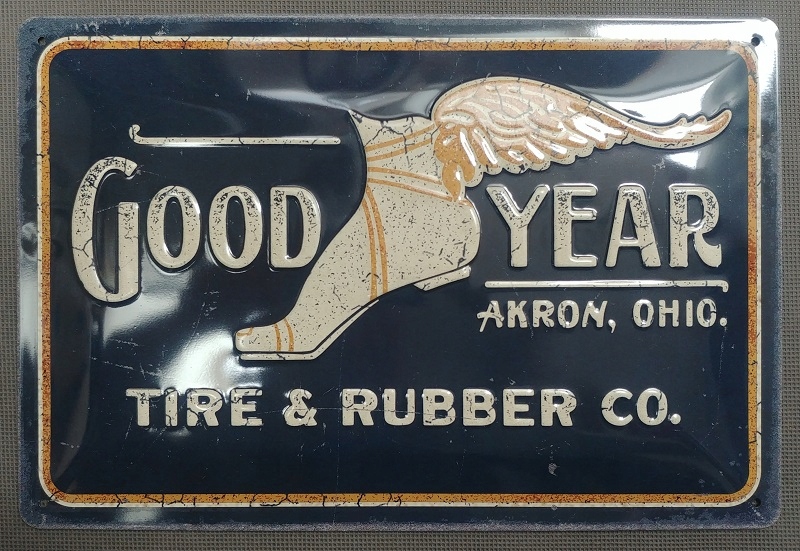 GOOD YEAR
AKRON, OHIO.
TIRE & RUBBER CO.